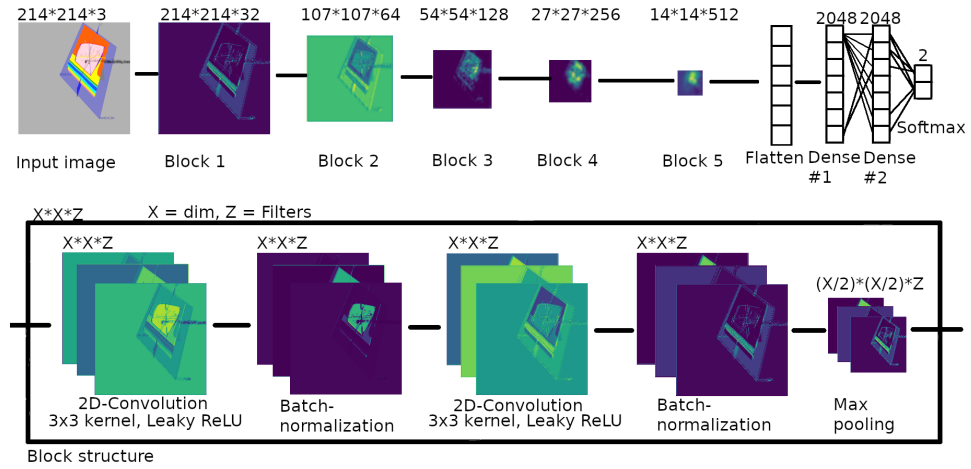 214*214*3
214*214*32
107*107*64
54*54*128
27*27*256
14*14*512
2048
2048
2
Softmax
Input image
Block 1
Block 2
Block 3
Block 4
Block 5
Flatten
Dense
#1
Dense
#2
X*X*Z
X = dim, Z = Filters
X*X*Z
X*X*Z
X*X*Z
X*X*Z
(X/2)*(X/2)*Z
2D-Convolution
3x3 kernel, Leaky ReLU
Batch-
normalization
2D-Convolution
3x3 kernel, Leaky ReLU
Batch-
normalization
Max
pooling
Block structure